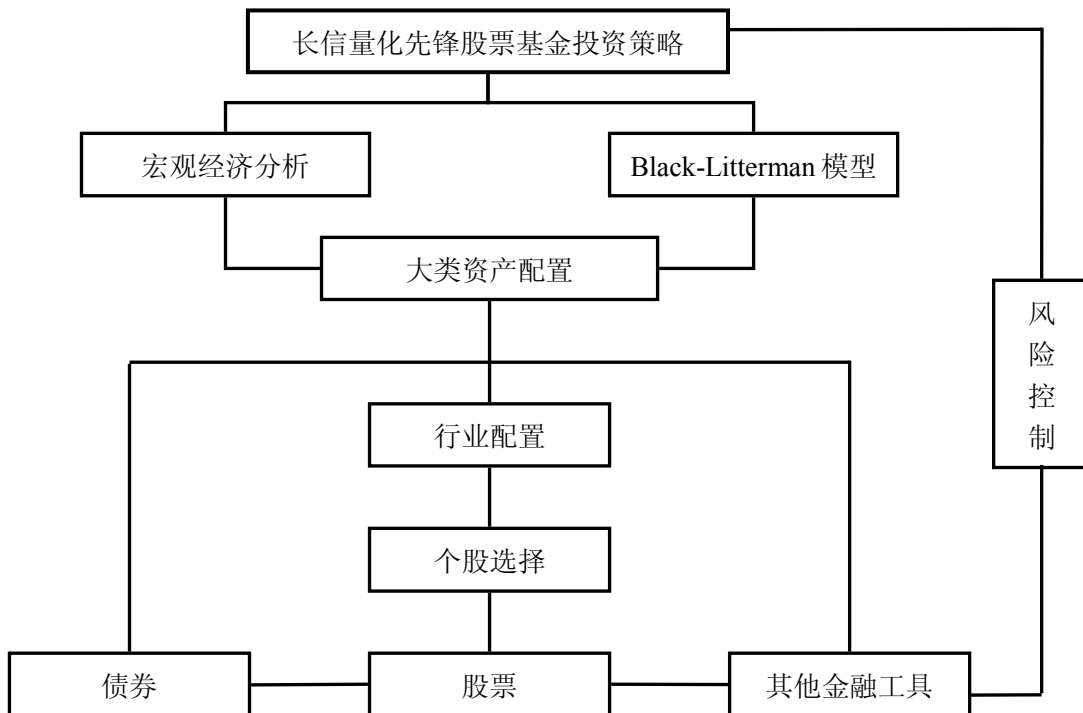 长信量化先锋股票基金投资策略
宏观经济分析
Black-Litterman 模型
大类资产配置
风
险
控
制
行业配置
个股选择
债券
股票
其他金融工具